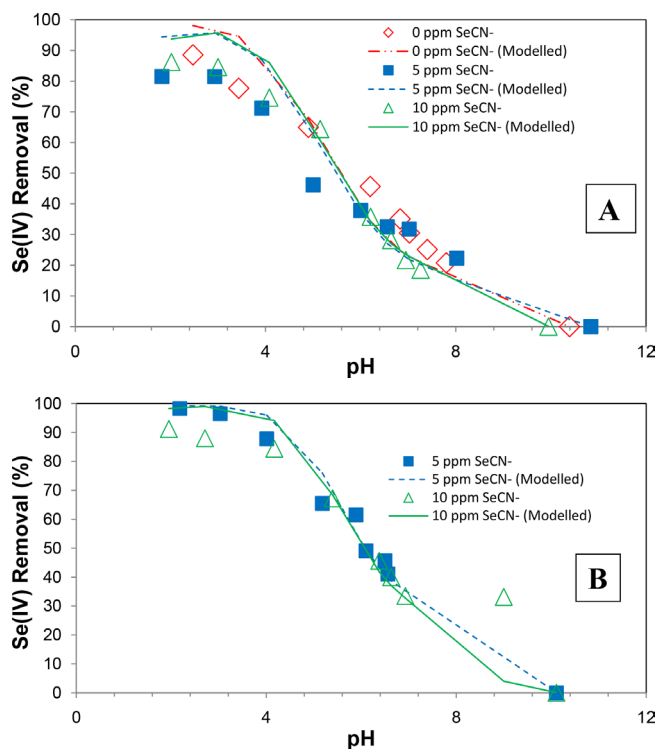 100
90
80
70
60
50
40
30
20
10
0
Se(IV) Removal (%)
0 ppm SeCN-
0 ppm SeCN- (Modelled)
5 ppm SeCN-
5 ppm SeCN- (Modelled)
10 ppm SeCN-
10 ppm SeCN- (Modelled)
A
0 4 8 12
pH
100
90
80
70
60
50
40
30
20
10
0
Se(IV) Removal (%)
5 ppm SeCN-
5 ppm SeCN- (Modelled)
10 ppm SeCN-
10 ppm SeCN- (Modelled)
B
0 4 8 12
pH